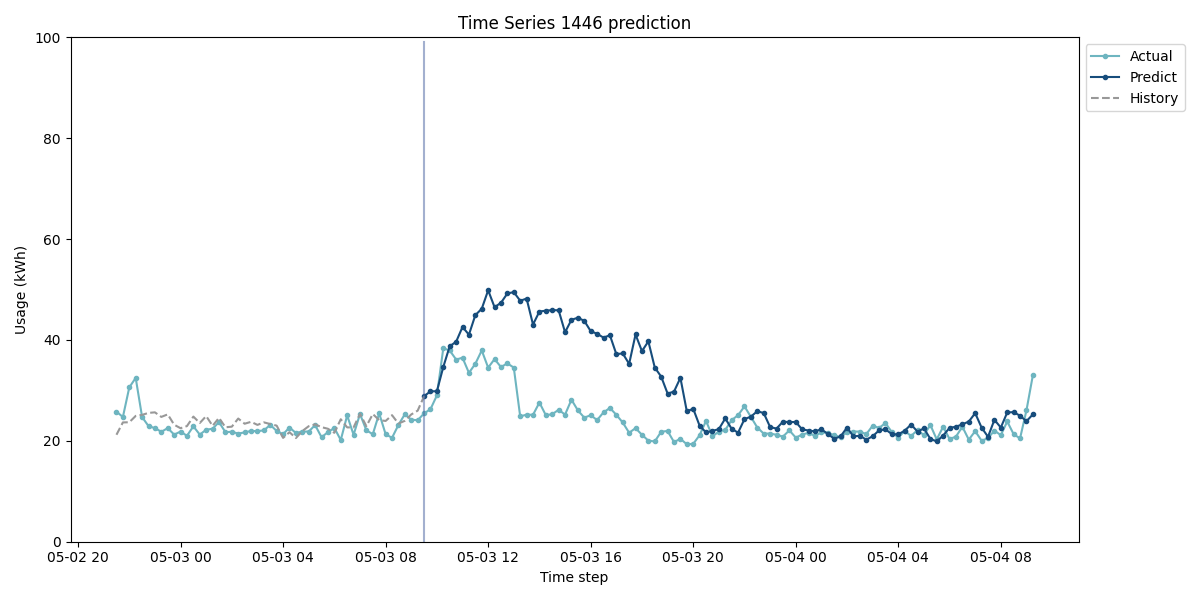 Time Series 1446 prediction
Usage (kWh)
100
80
60
40
20
0
05-02 20
05-03 00
05-03 04
05-03 08
05-03 12
05-03 16
05-03 20
05-04 00
05-04 04
05-04 08
Time step
Actual
Predict
History